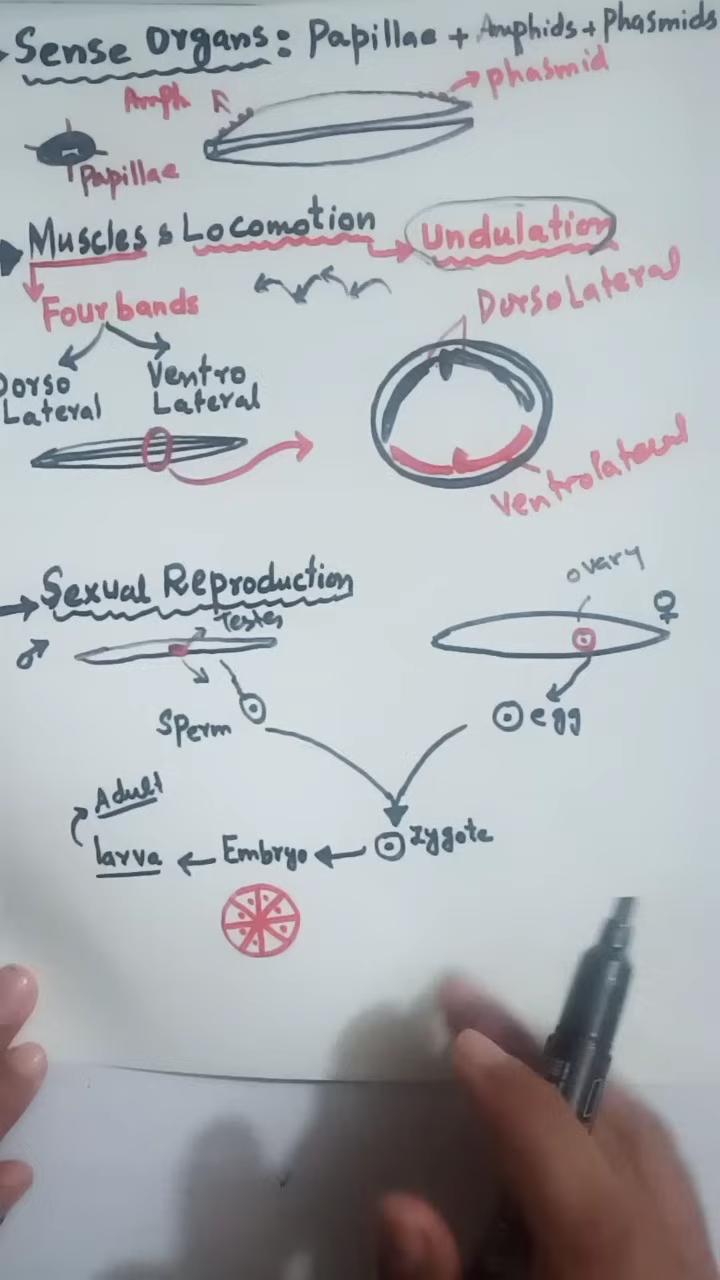 Sense Organs: Papillae + Amphids + Phasmids
Amph
phasmid
Papillae
Muscles & Locomotion
Undulation
Four bands
DorsoLateral
Dorso
Lateral
Ventro
Lateral
Ventrolateral
Sexual Reproduction
ovary
♀
Testes
♂
Sperm
egg
Adult
Zygote
larva
Embryo